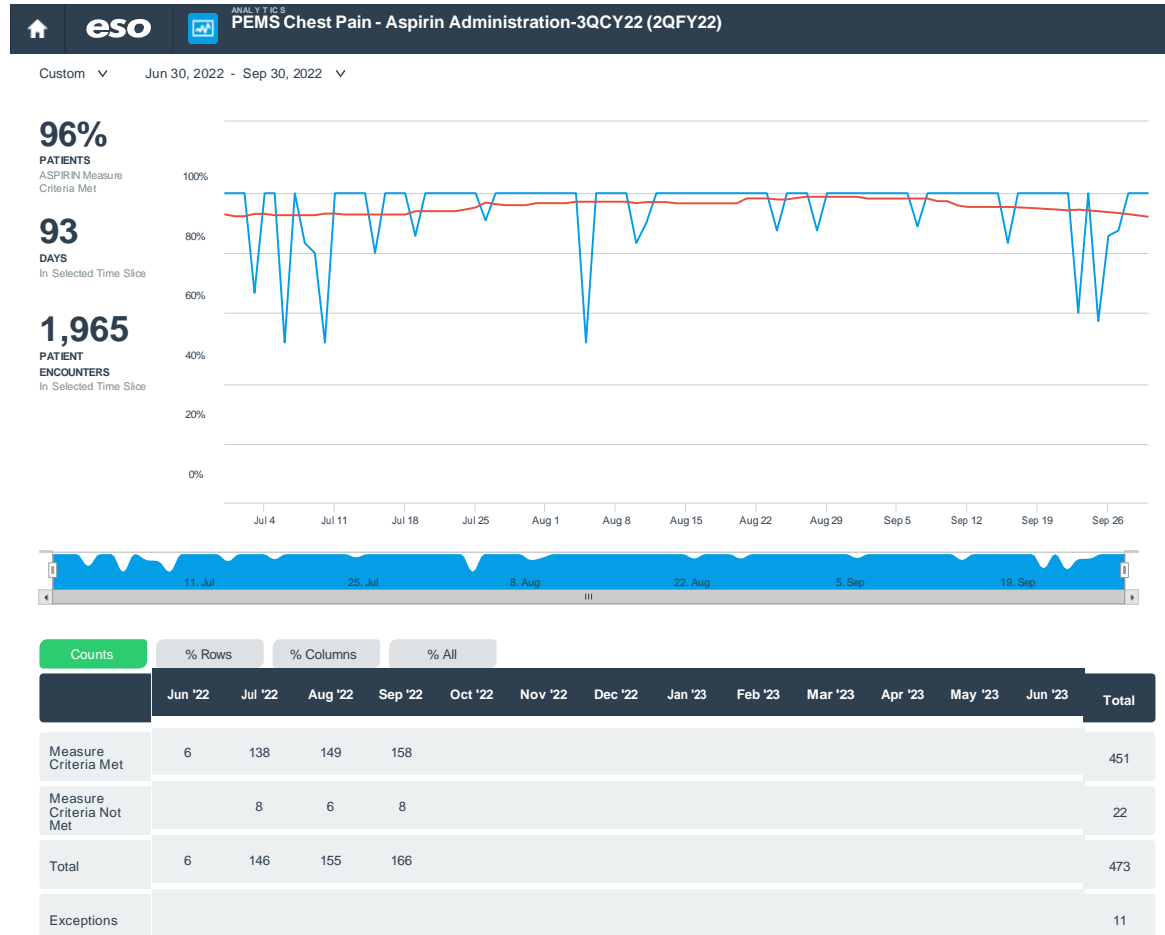 eso
ANALYTICS
PEMS Chest Pain - Aspirin Administration-3QCY22 (2QFY22)
Custom Jun 30, 2022 - Sep 30, 2022
96%
PATIENTS
ASPIRIN Measure
Criteria Met
93
DAYS
In Selected Time Slice
1,965
PATIENT
ENCOUNTERS
In Selected Time Slice
100%
80%
60%
40%
20%
0%
Jul 4 Jul 11 Jul 18 Jul 25 Aug 1 Aug 8 Aug 15 Aug 22 Aug 29 Sep 5 Sep 12 Sep 19 Sep 26
11. Jul 25. Jul 8. Aug 22. Aug 5. Sep 19. Sep
Counts % Rows % Columns % All
Jun '22 Jul '22 Aug '22 Sep '22 Oct '22 Nov '22 Dec '22 Jan '23 Feb '23 Mar '23 Apr '23 May '23 Jun '23 Total
Measure
Criteria Met
6 138 149 158 451
Measure
Criteria Not
Met
8 6 8 22
Total 6 146 155 166 473
Exceptions 11